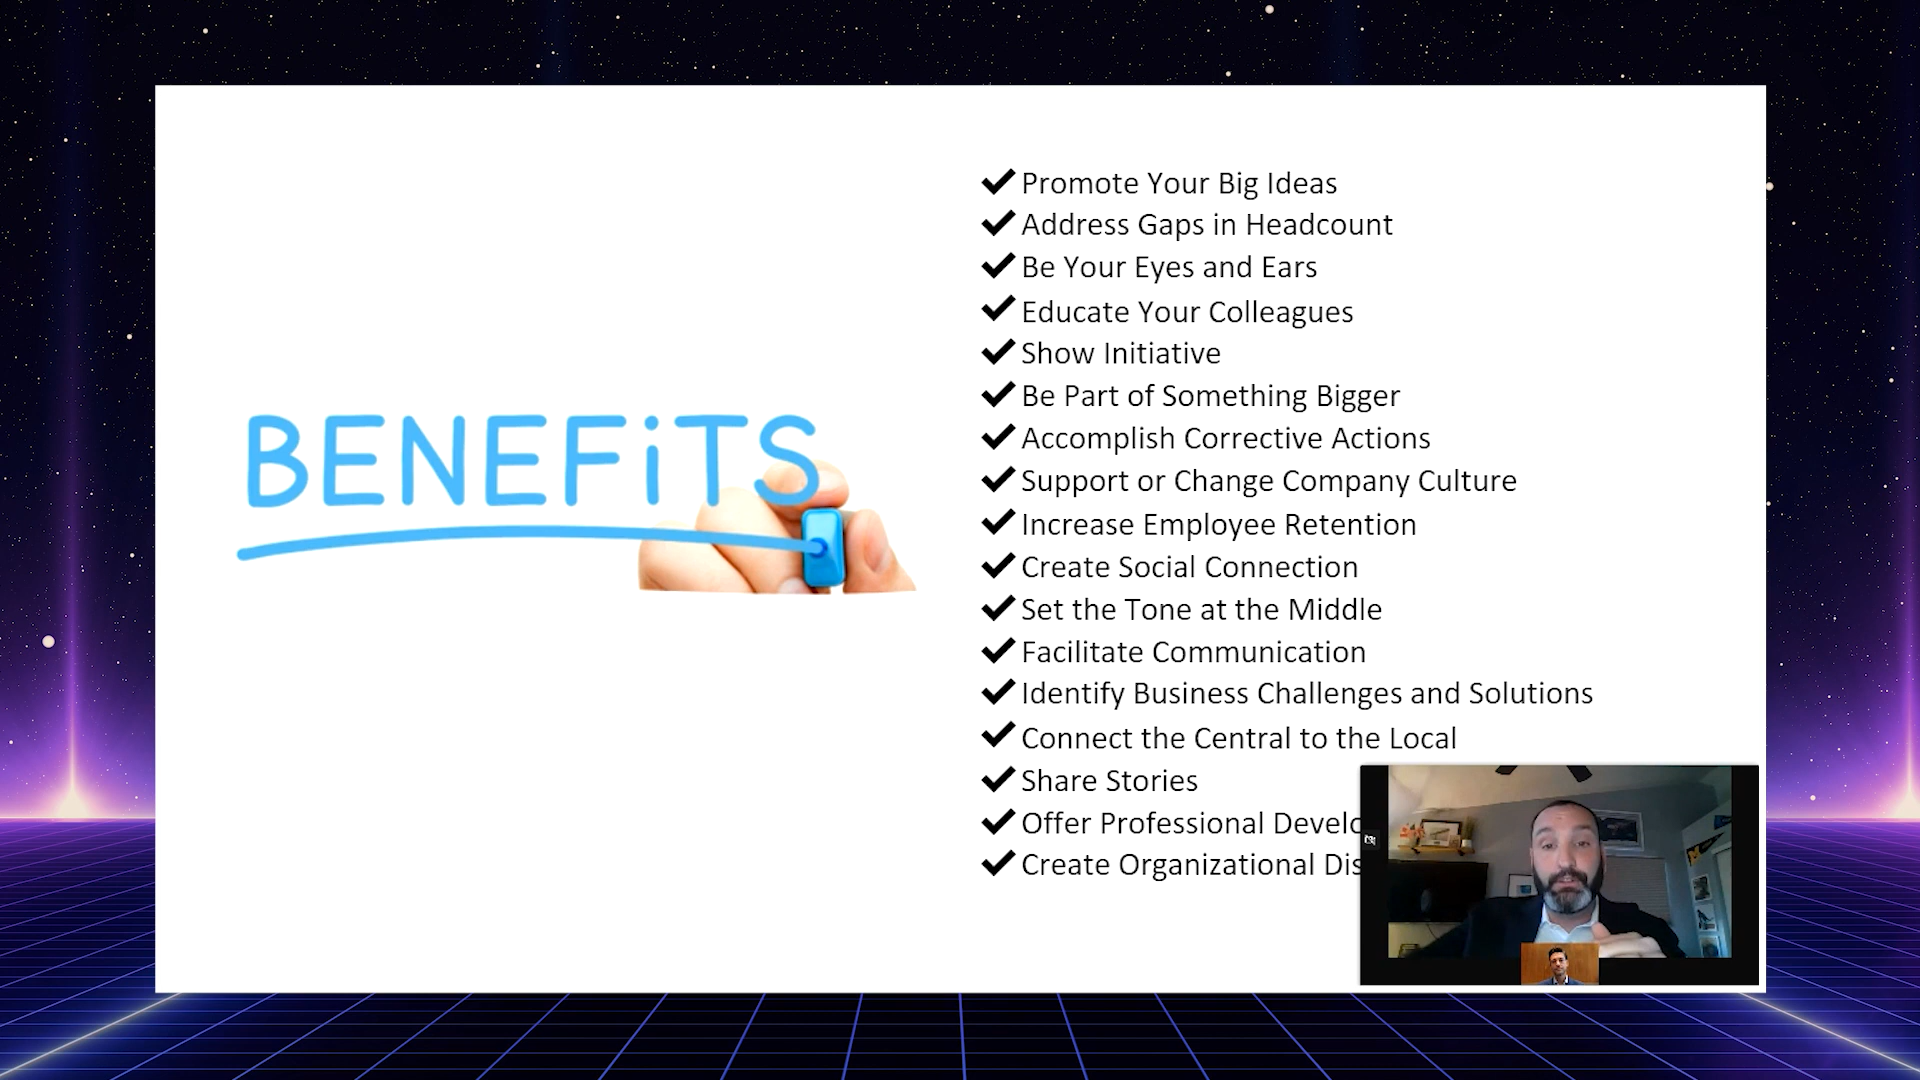 BENEFiTS
Promote Your Big Ideas
Address Gaps in Headcount
Be Your Eyes and Ears
Educate Your Colleagues
Show Initiative
Be Part of Something Bigger
Accomplish Corrective Actions
Support or Change Company Culture
Increase Employee Retention
Create Social Connection
Set the Tone at the Middle
Facilitate Communication
Identify Business Challenges and Solutions
Connect the Central to the Local
Share Stories
Offer Professional
Create Organizational